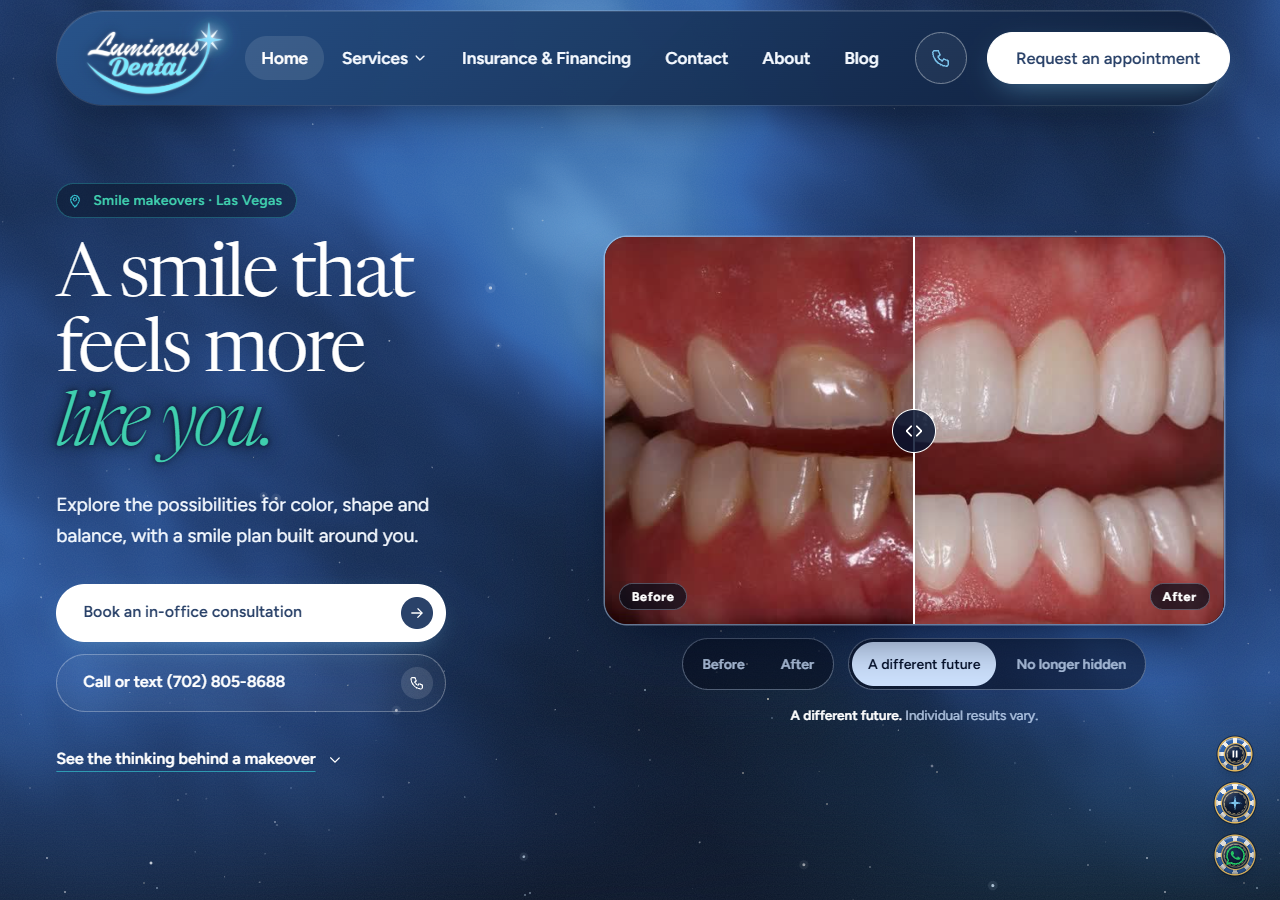 Luminous
Dental
Home
Services
Insurance & Financing
Contact
About
Blog
Request an appointment
Smile makeovers · Las Vegas
A smile that
feels more
like you.
Explore the possibilities for color, shape and
balance, with a smile plan built around you.
Book an in-office consultation
Call or text (702) 805-8688
See the thinking behind a makeover
Before
After
Before
After
A different future
No longer hidden
A different future. Individual results vary.